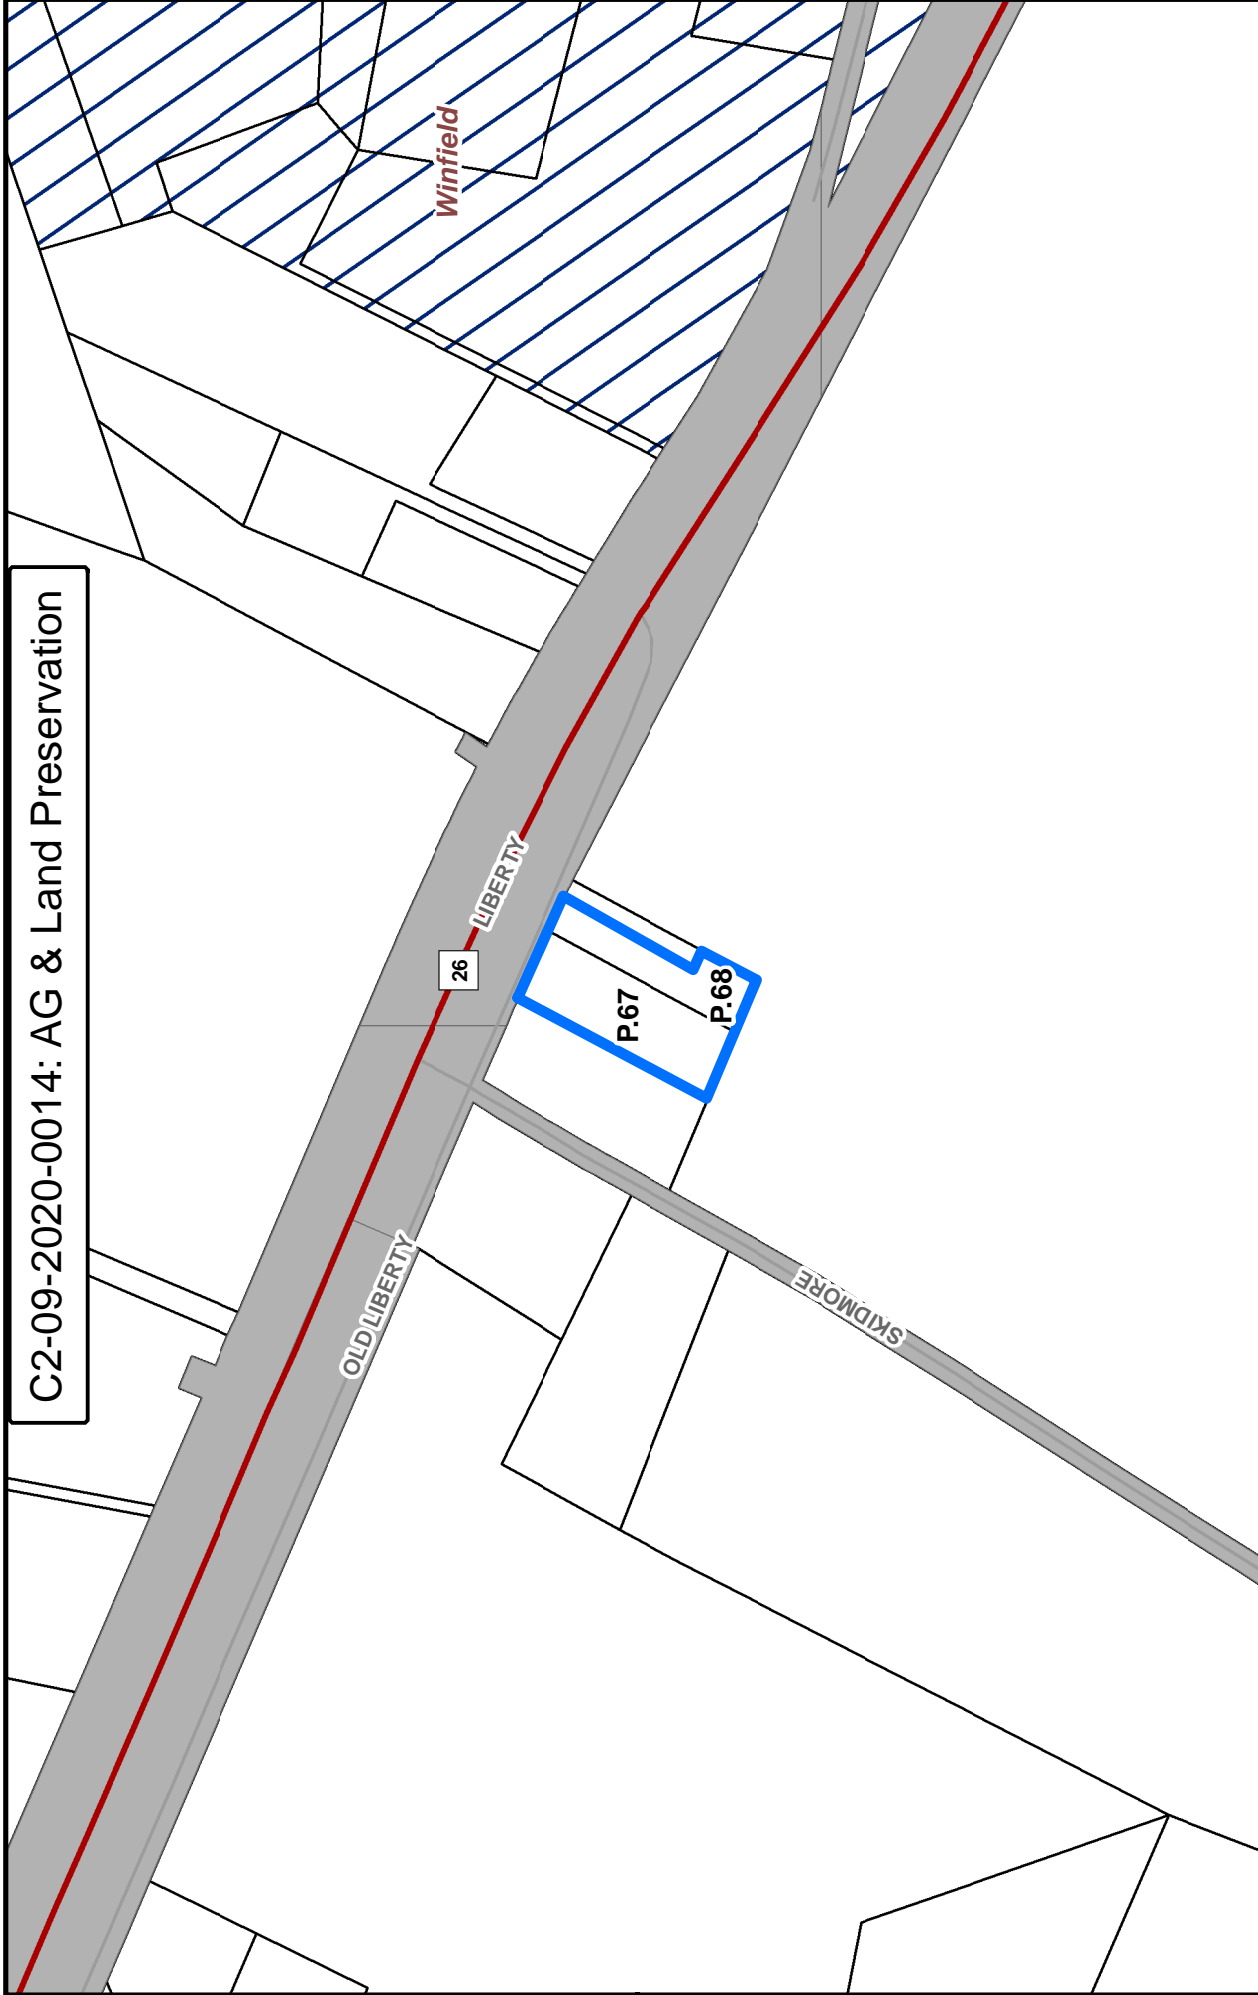 C2-09-2020-0014: AG & Land Preservation
Winfield
LIBERTY
26
OLD LIBERTY
P.67
P.68
SKIDMORE